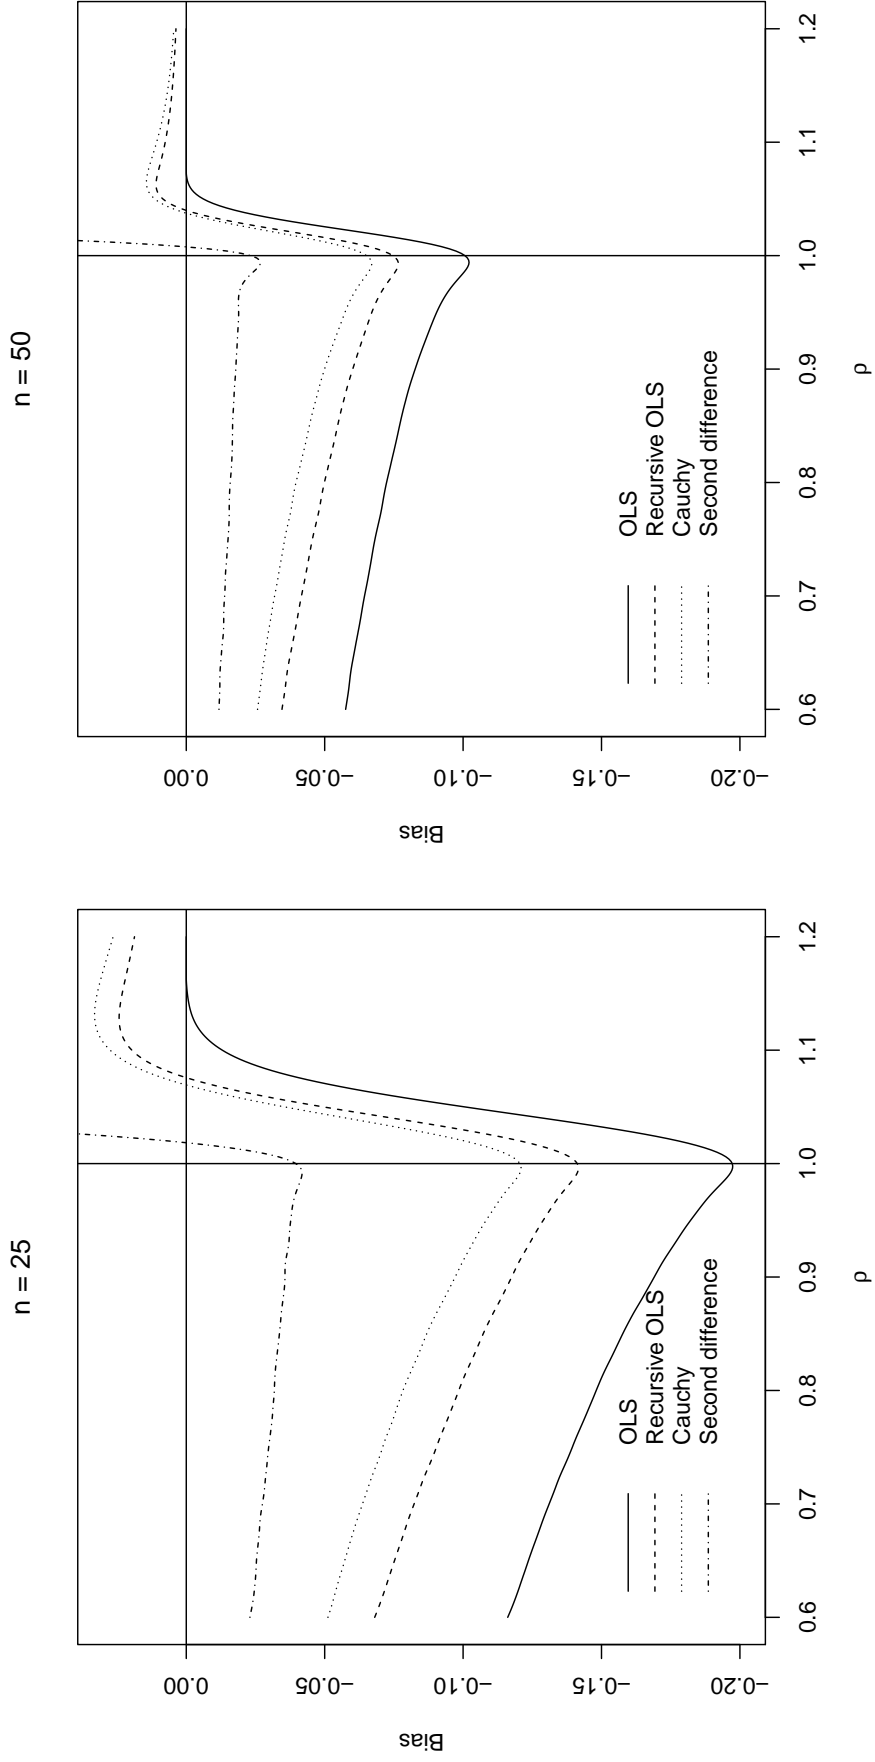 n = 25
Bias
0.00
−0.05
−0.10
−0.15
−0.20
0.6
0.7
0.8
0.9
1.0
1.1
1.2
ρ
OLS
Recursive OLS
Cauchy
Second difference
n = 50
Bias
0.00
−0.05
−0.10
−0.15
−0.20
0.6
0.7
0.8
0.9
1.0
1.1
1.2
ρ
OLS
Recursive OLS
Cauchy
Second difference